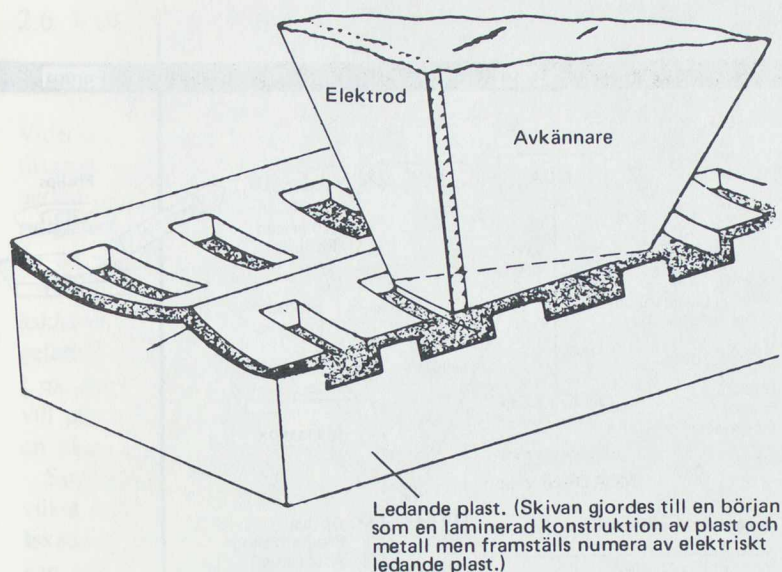 Elektrod
Avkännare
Ledande plast. (Skivan gjordes till en början
som en laminerad konstruktion av plast och
metall men framställs numera av elektriskt
ledande plast.)